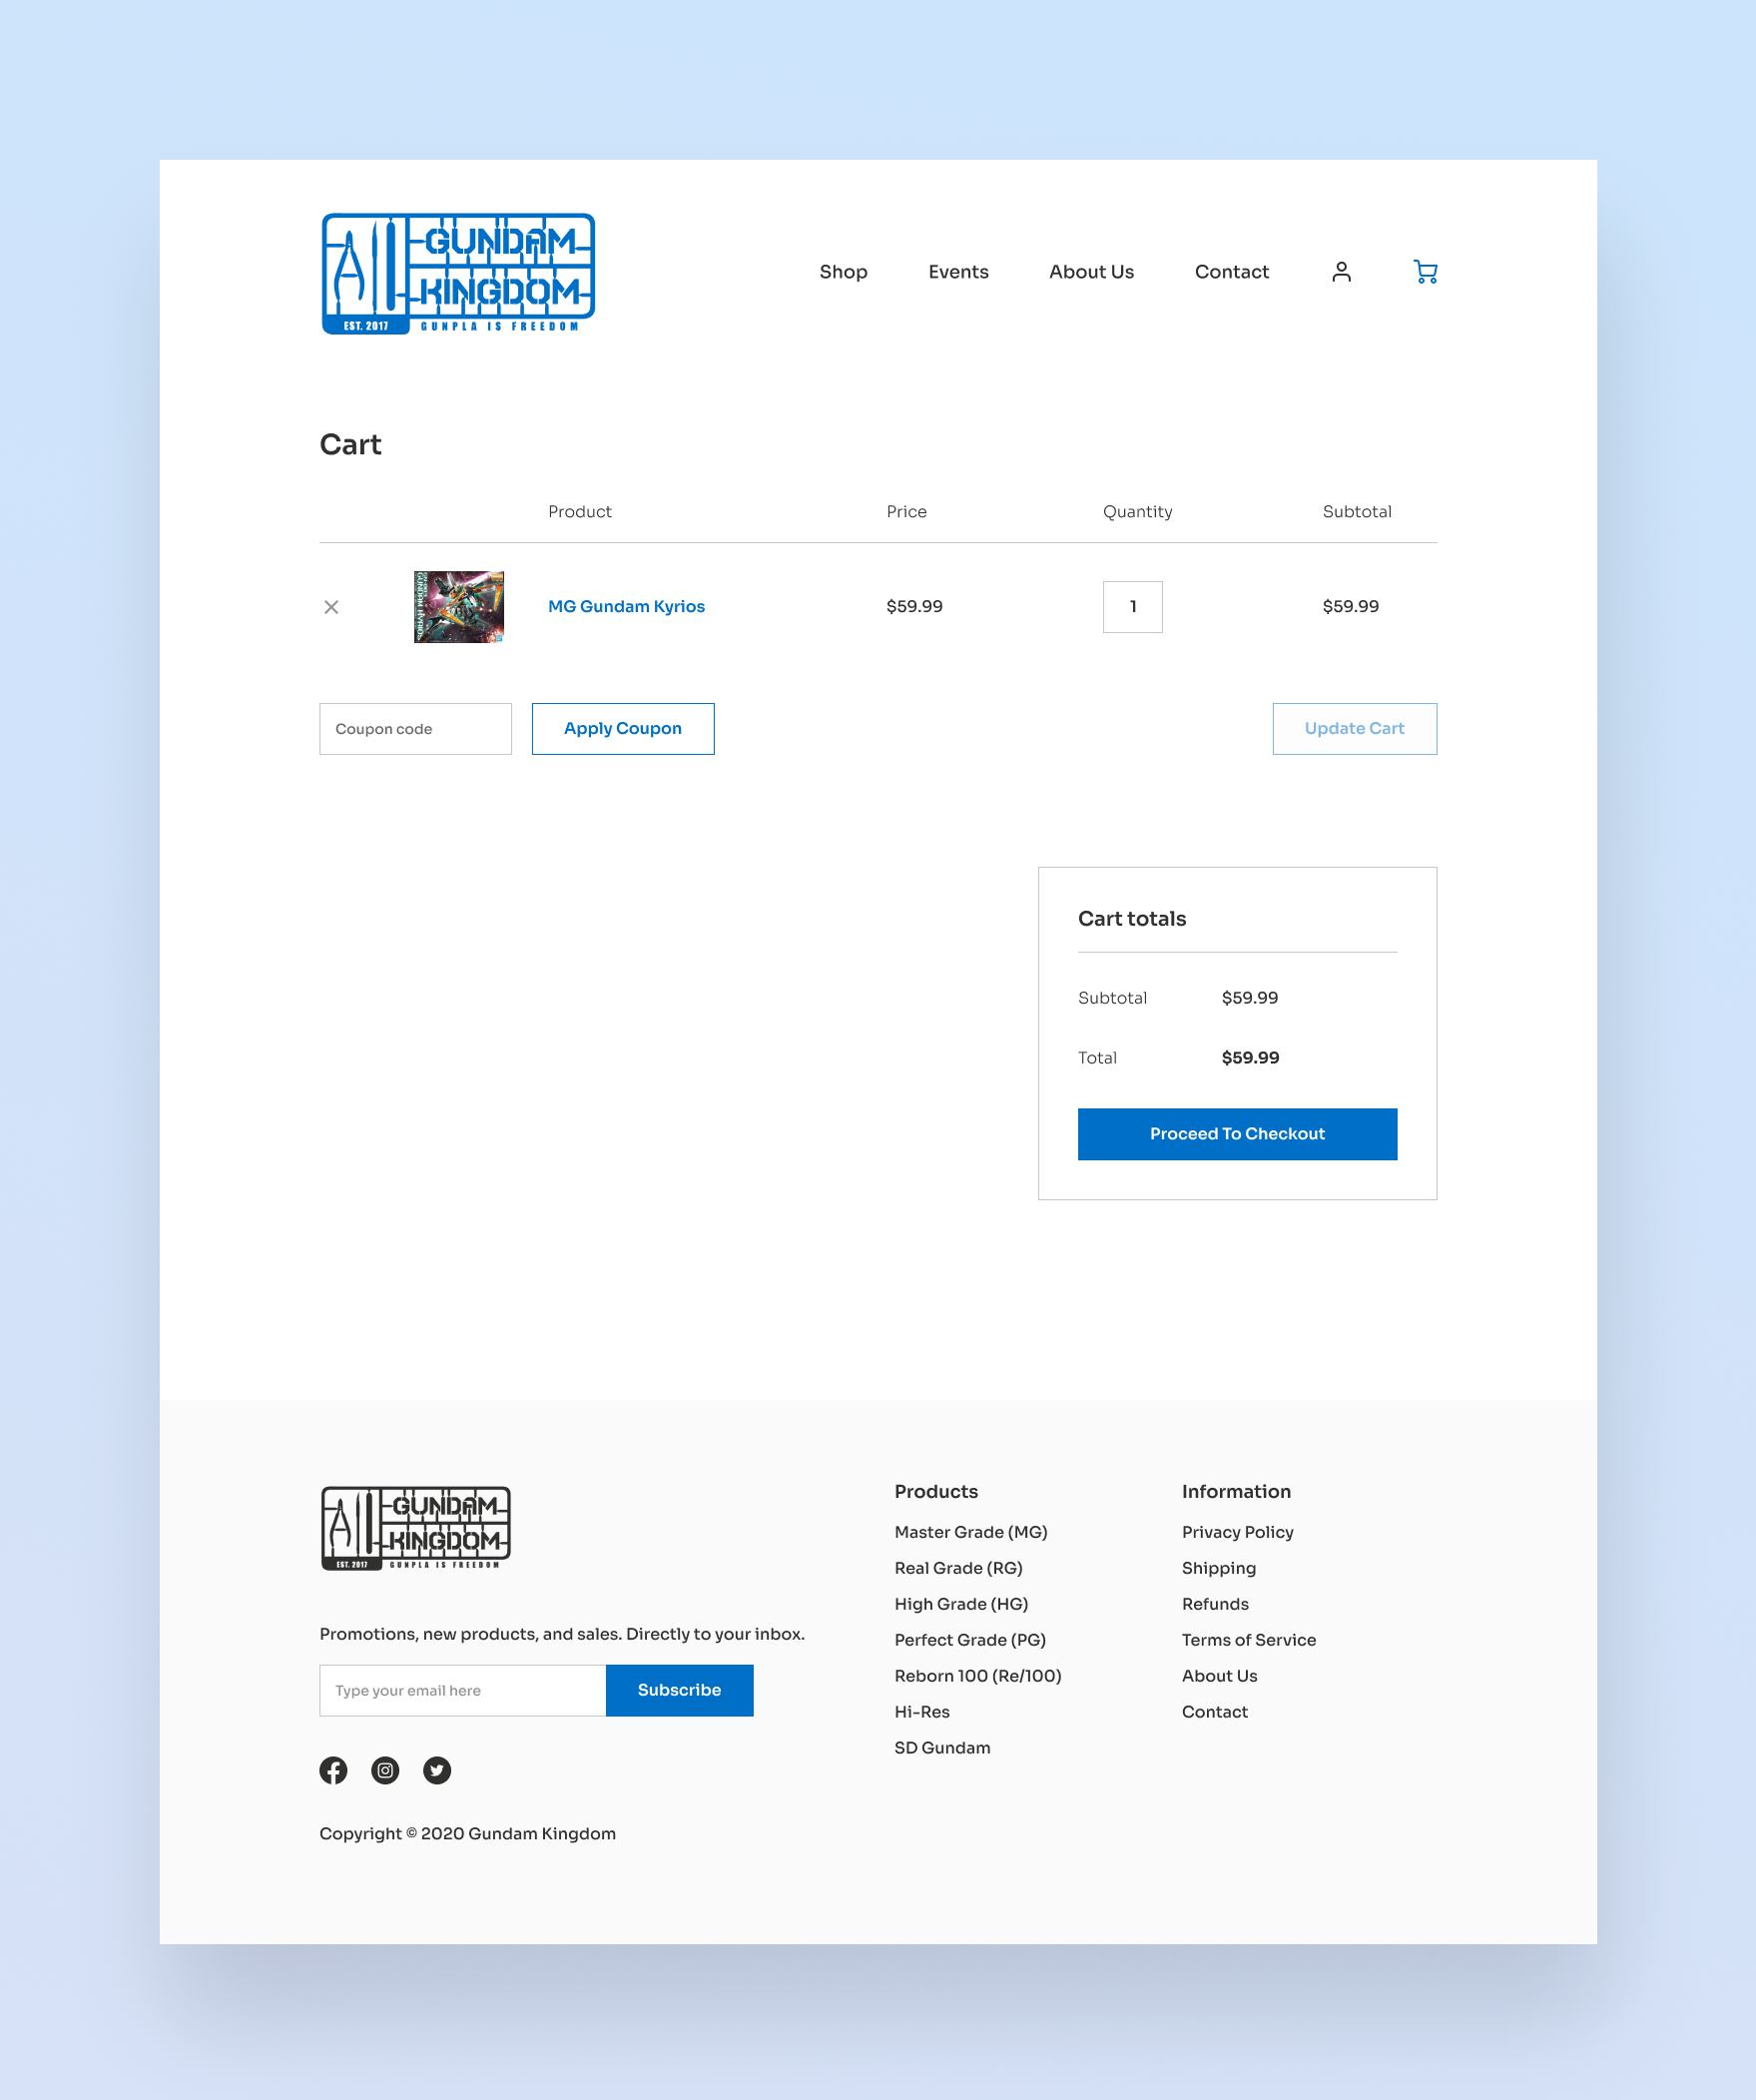 GUNDAM
KINGDOM
EST. 2017
GUNPLA IS FREEDOM
Shop
Events
About Us
Contact
Cart
Product
Price
Quantity
Subtotal
GUNDAM KYRIOS
MG Gundam Kyrios
$59.99
1
$59.99
Coupon code
Apply Coupon
Update Cart
Cart totals
Subtotal
$59.99
Total
$59.99
Proceed To Checkout
GUNDAM
KINGDOM
EST. 2017
GUNPLA IS FREEDOM
Promotions, new products, and sales. Directly to your inbox.
Type your email here
Subscribe
Copyright © 2020 Gundam Kingdom
Products
Master Grade (MG)
Real Grade (RG)
High Grade (HG)
Perfect Grade (PG)
Reborn 100 (Re/100)
Hi-Res
SD Gundam
Information
Privacy Policy
Shipping
Refunds
Terms of Service
About Us
Contact